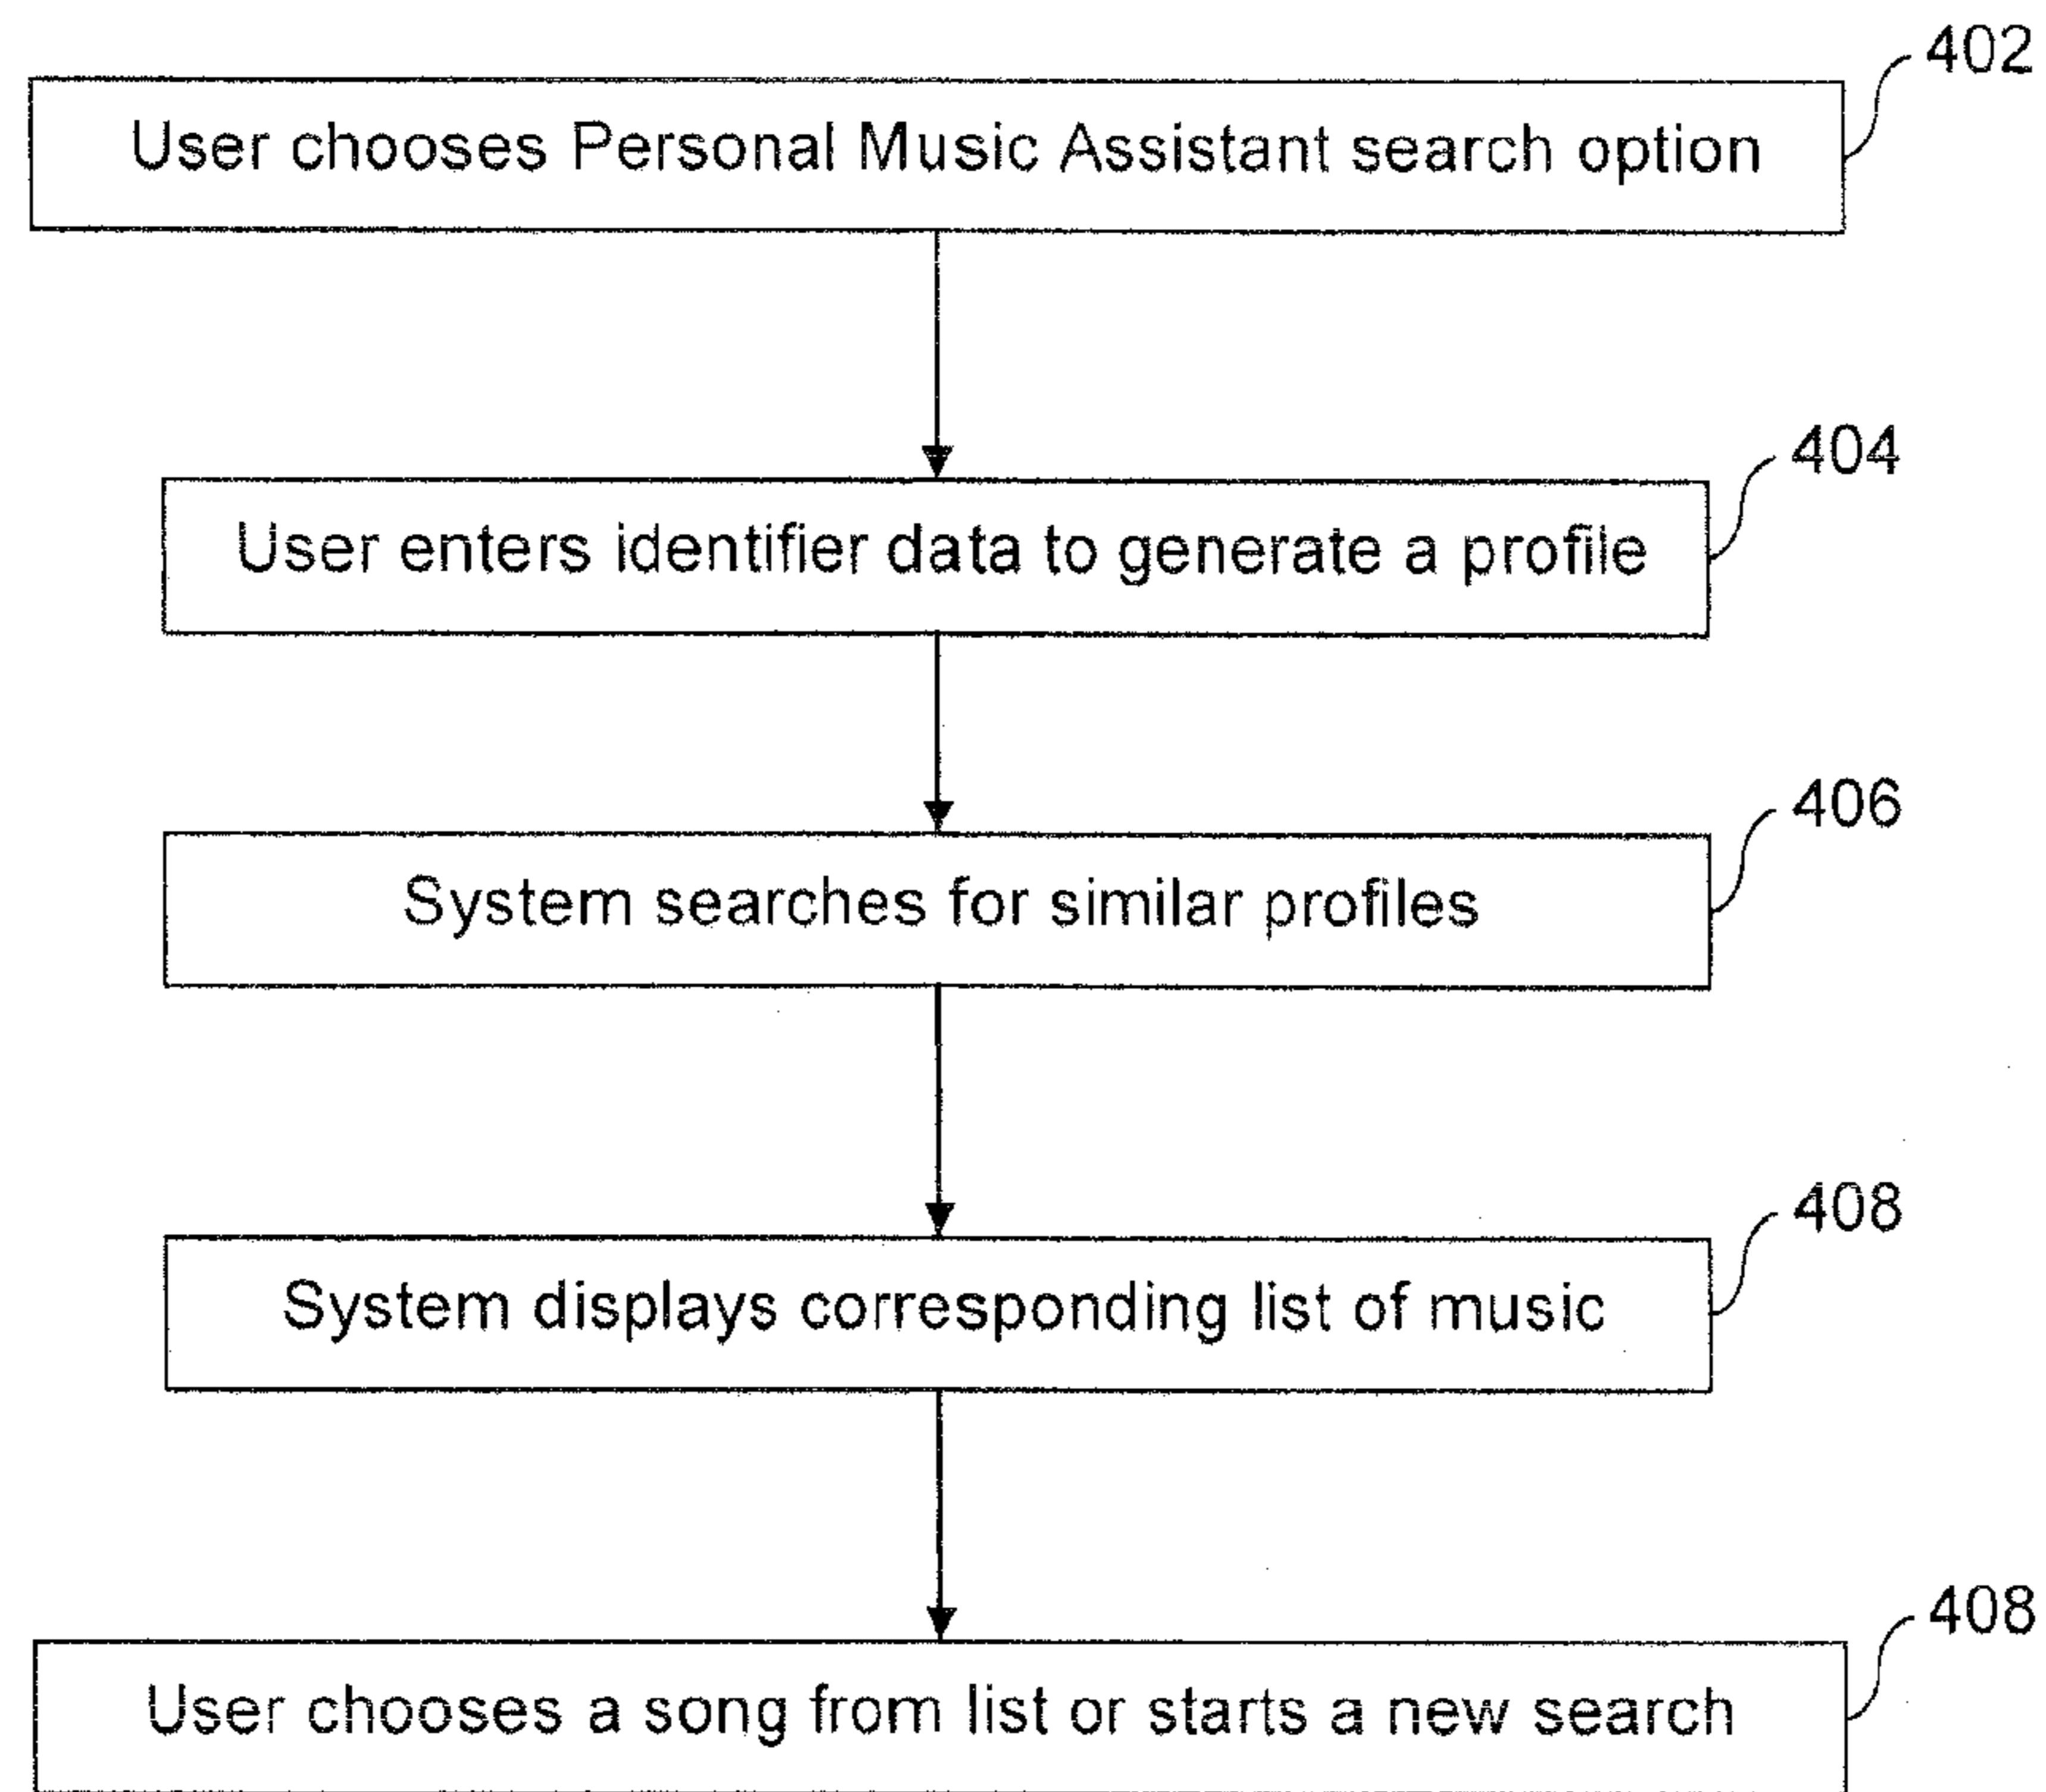 402
User chooses Personal Music Assistant search option
404
User enters identifier data to generate a profile
406
System searches for similar profiles
408
System displays corresponding list of music
408
User chooses a song from list or starts a new search